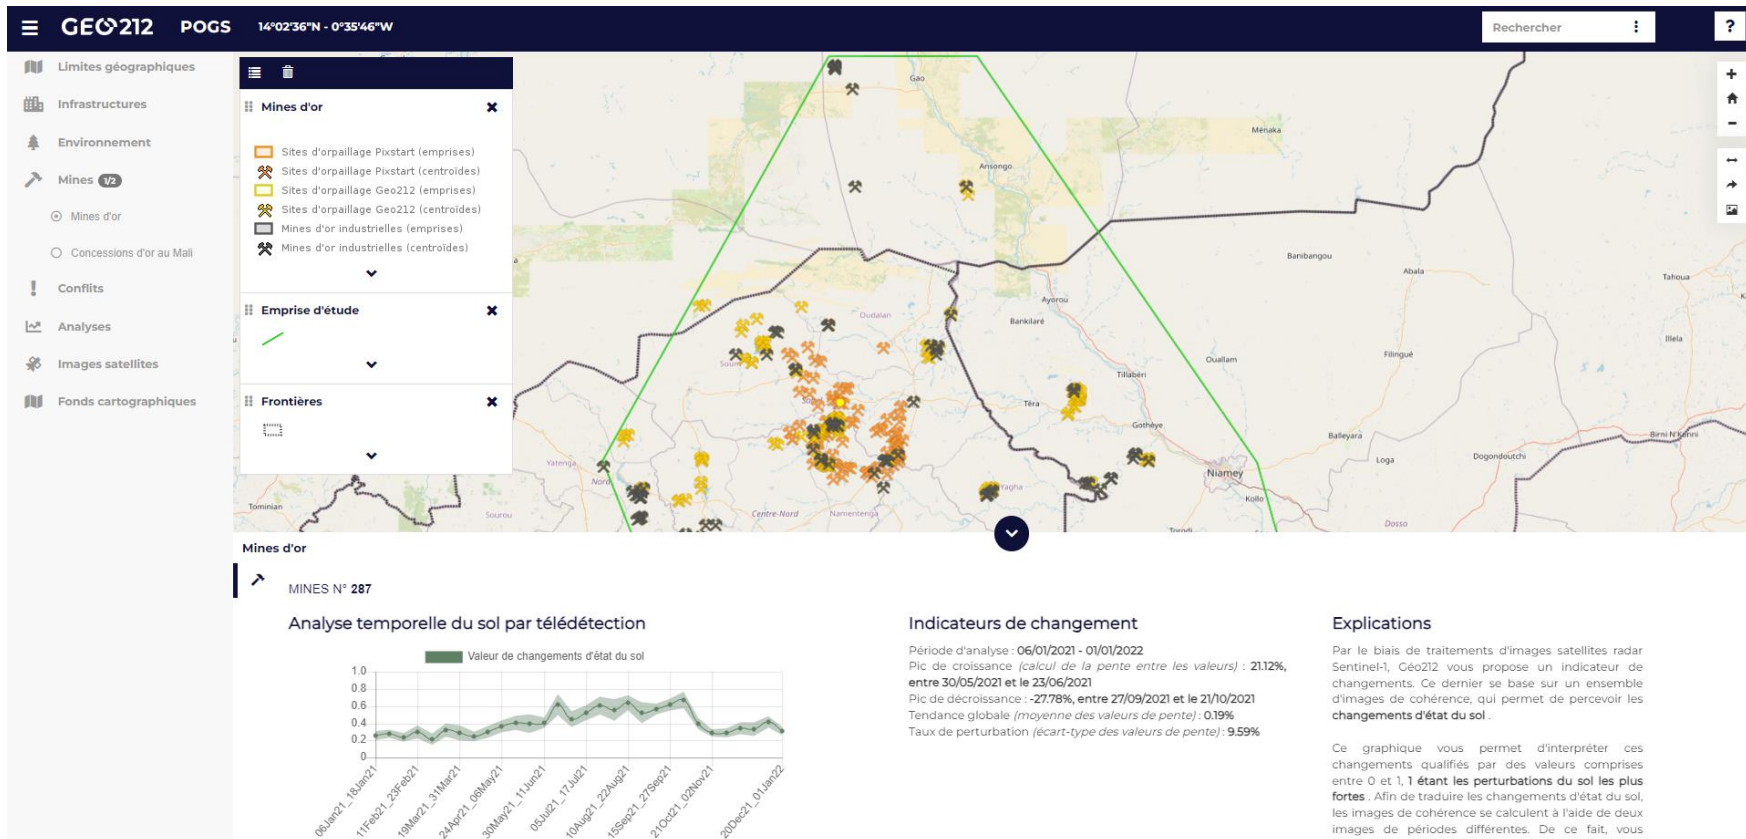 GEO212 POGS 14°02'36"N - 0°35'46"W
Rechercher
?
Limites géographiques
Infrastructures
Environnement
Mines 1/2
Mines d'or
Concessions d'or au Mali
Conflits
Analyses
Images satellites
Fonds cartographiques
Mines d'or
Sites d'orpaillage Pixstart (emprises)
Sites d'orpaillage Pixstart (centroïdes)
Sites d'orpaillage Geo212 (emprises)
Sites d'orpaillage Geo212 (centroïdes)
Mines d'or industrielles (emprises)
Mines d'or industrielles (centroïdes)
Emprise d'étude
Frontières
Gao
Ménaka
Ansongo
Banibangou
Abala
Tahoua
Ayorou
Oudalan
Bankilaré
Illela
Filingué
Ouallam
Soum
Tillabéri
Téra
Gothèye
Balleyara
Birni N'Konni
Yatenga
Loga
Dogondoutchi
Niamey
Nord
Yagha
Kollo
Tominian
Sourou
Centre-Nord
Namentenga
Dosso
Torodi
Mines d'or
MINES N° 287
Analyse temporelle du sol par télédétection
Valeur de changements d'état du sol
1.0
0.8
0.6
0.4
0.2
0
06Jan21_18Jan21
11Feb21_23Feb21
19Mar21_31Mar21
24Apr21_06May21
30May21_11Jun21
05Jul21_17Jul21
10Aug21_22Aug21
15Sep21_27Sep21
21Oct21_02Nov21
20Dec21_01Jan22
Indicateurs de changement
Période d'analyse : 06/01/2021 - 01/01/2022
Pic de croissance (calcul de la pente entre les valeurs) : 21.12%,
entre 30/05/2021 et le 23/06/2021
Pic de décroissance : -27.78%, entre 27/09/2021 et le 21/10/2021
Tendance globale (moyenne des valeurs de pente) : 0.19%
Taux de perturbation (écart-type des valeurs de pente) : 9.59%
Explications
Par le biais de traitements d'images satellites radar
Sentinel-1, Géo212 vous propose un indicateur de
changements. Ce dernier se base sur un ensemble
d'images de cohérence, qui permet de percevoir les
changements d'état du sol .
Ce graphique vous permet d'interpréter ces
changements qualifiés par des valeurs comprises
entre 0 et 1, 1 étant les perturbations du sol les plus
fortes . Afin de traduire les changements d'état du sol,
les images de cohérence se calculent à l'aide de deux
images de périodes différentes. De ce fait, vous